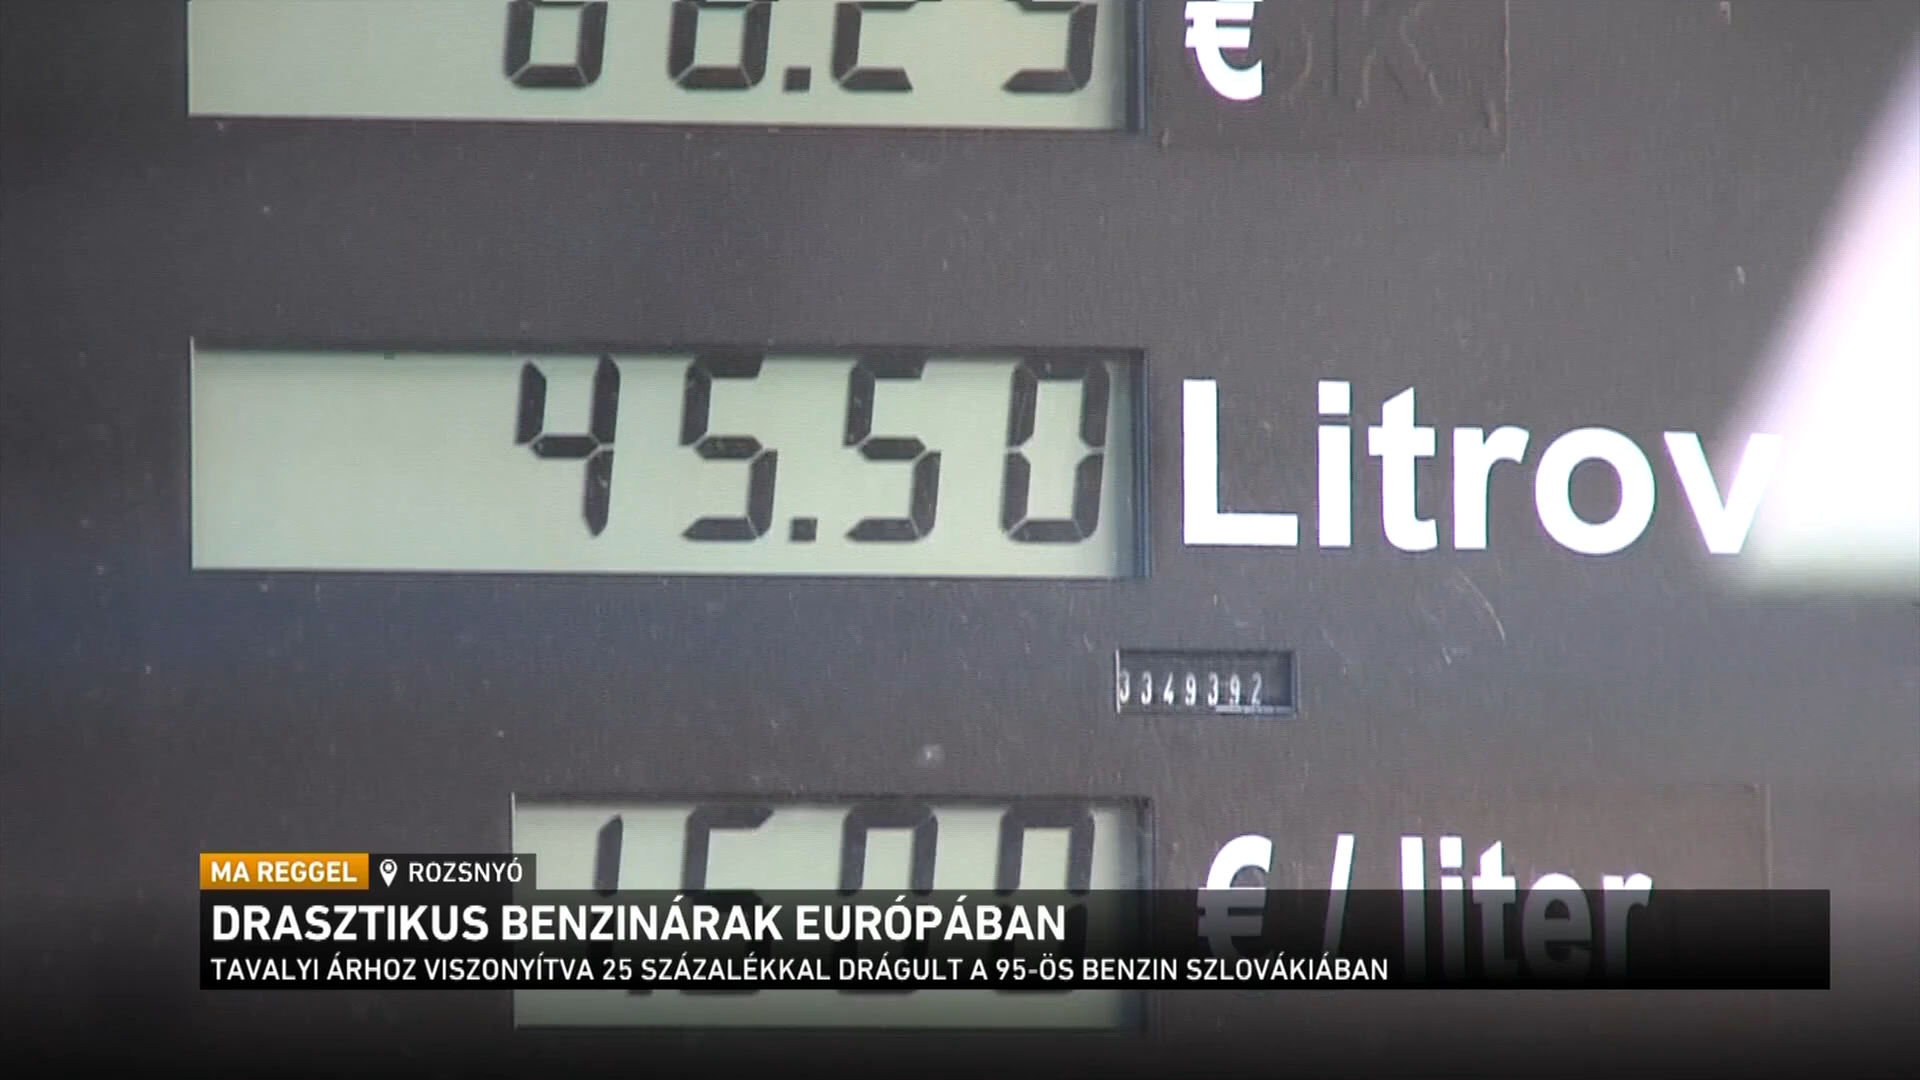 €
45.50 Litrov
3349392
€ / liter
MA REGGEL ROZSNYÓ
DRASZTIKUS BENZINÁRAK EURÓPÁBAN
TAVALYI ÁRHOZ VISZONYÍTVA 25 SZÁZALÉKKAL DRÁGULT A 95-ÖS BENZIN SZLOVÁKIÁBAN